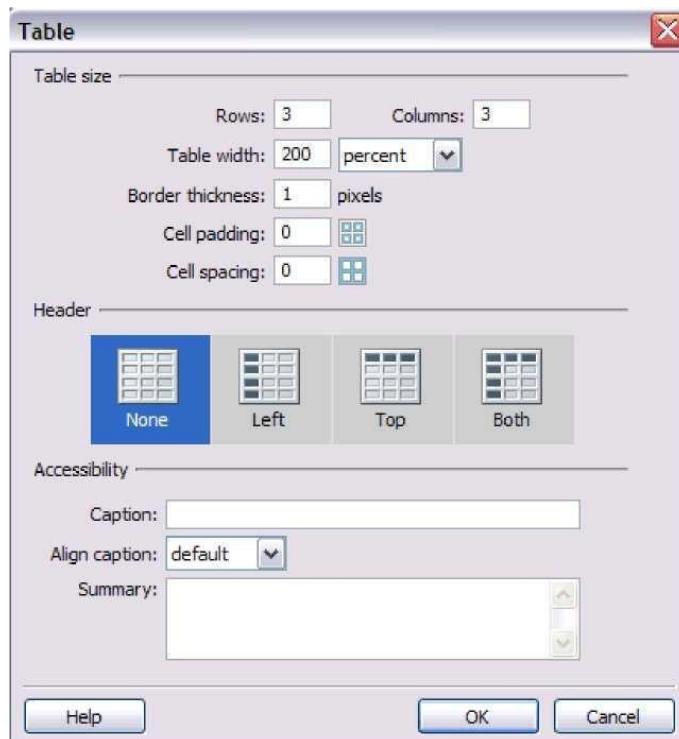 Table
Table size
Rows: 3 Columns: 3
Table width: 200 percent
Border thickness: 1 pixels
Cell padding: 0
Cell spacing: 0
Header
None Left Top Both
Accessibility
Caption:
Align caption: default
Summary:
Help OK Cancel